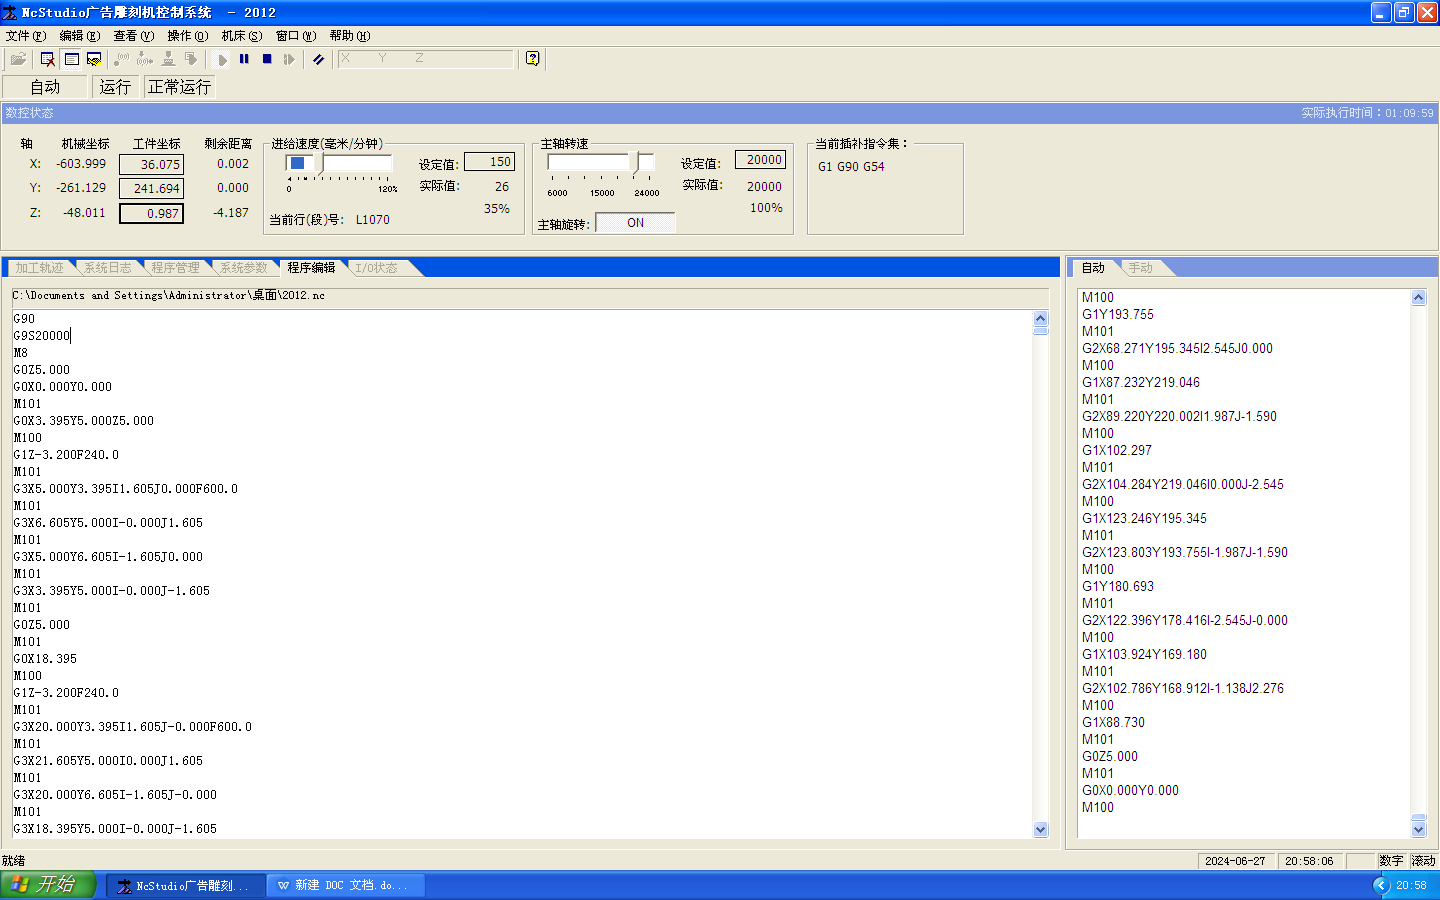 NcStudio广告雕刻机控制系统 - 2012
文件(F) 编辑(E) 查看(V) 操作(O) 机床(S) 窗口(W) 帮助(H)
X Y Z
自动 运行 正常运行
数控状态 实际执行时间：01:09:59
轴 机械坐标 工件坐标 剩余距离
X: -603.999 36.075 0.002
Y: -261.129 241.694 0.000
Z: -48.011 0.987 -4.187
进给速度(毫米/分钟)
0 120%
设定值: 150
实际值: 26
35%
当前行(段)号: L1070
主轴转速
6000 15000 24000
设定值: 20000
实际值: 20000
100%
主轴旋转: ON
当前插补指令集：
G1 G90 G54
加工轨迹 系统日志 程序管理 系统参数 程序编辑 I/O状态
C:\Documents and Settings\Administrator\桌面\2012.nc
G90
G9S20000
M8
G0Z5.000
G0X0.000Y0.000
M101
G0X3.395Y5.000Z5.000
M100
G1Z-3.200F240.0
M101
G3X5.000Y3.395I1.605J0.000F600.0
M101
G3X6.605Y5.000I-0.000J1.605
M101
G3X5.000Y6.605I-1.605J0.000
M101
G3X3.395Y5.000I-0.000J-1.605
M101
G0Z5.000
M101
G0X18.395
M100
G1Z-3.200F240.0
M101
G3X20.000Y3.395I1.605J-0.000F600.0
M101
G3X21.605Y5.000I0.000J1.605
M101
G3X20.000Y6.605I-1.605J-0.000
M101
G3X18.395Y5.000I-0.000J-1.605
自动 手动
M100
G1Y193.755
M101
G2X68.271Y195.345I2.545J0.000
M100
G1X87.232Y219.046
M101
G2X89.220Y220.002I1.987J-1.590
M100
G1X102.297
M101
G2X104.284Y219.046I0.000J-2.545
M100
G1X123.246Y195.345
M101
G2X123.803Y193.755I-1.987J-1.590
M100
G1Y180.693
M101
G2X122.396Y178.416I-2.545J-0.000
M100
G1X103.924Y169.180
M101
G2X102.786Y168.912I-1.138J2.276
M100
G1X88.730
M101
G0Z5.000
M101
G0X0.000Y0.000
M100
就绪 2024-06-27 20:58:06 数字 滚动
开始 NcStudio广告雕刻... 新建 DOC 文档.do... 20:58